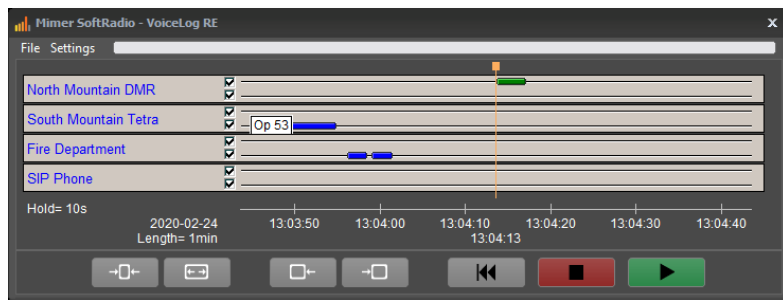 Mimer SoftRadio - VoiceLog RE x
File Settings
North Mountain DMR
South Mountain Tetra
Op 53
Fire Department
SIP Phone
Hold= 10s
2020-02-24 13:03:50 13:04:00 13:04:10 13:04:20 13:04:30 13:04:40
Length= 1min 13:04:13